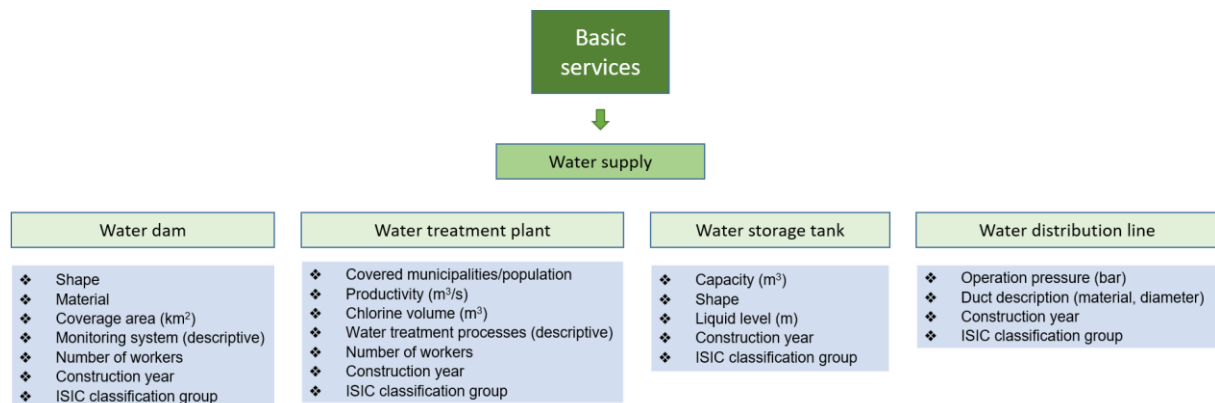 Basic
services
Water supply
Water dam
❖ Shape
❖ Material
❖ Coverage area (km²)
❖ Monitoring system (descriptive)
❖ Number of workers
❖ Construction year
❖ ISIC classification group
Water treatment plant
❖ Covered municipalities/population
❖ Productivity (m³/s)
❖ Chlorine volume (m³)
❖ Water treatment processes (descriptive)
❖ Number of workers
❖ Construction year
❖ ISIC classification group
Water storage tank
❖ Capacity (m³)
❖ Shape
❖ Liquid level (m)
❖ Construction year
❖ ISIC classification group
Water distribution line
❖ Operation pressure (bar)
❖ Duct description (material, diameter)
❖ Construction year
❖ ISIC classification group